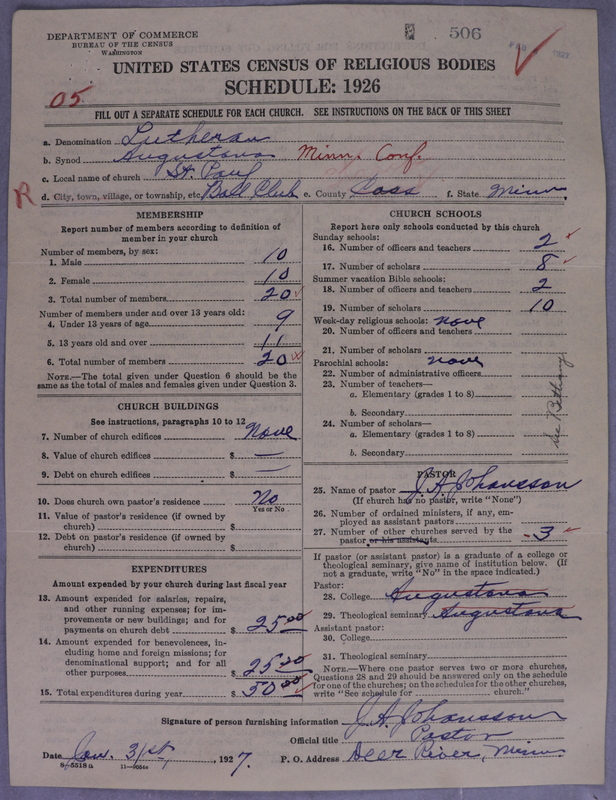 506
DEPARTMENT OF COMMERCE
BUREAU OF THE CENSUS
WASHINGTON
UNITED STATES CENSUS OF RELIGIOUS BODIES
SCHEDULE: 1926
05
FILL OUT A SEPARATE SCHEDULE FOR EACH CHURCH. SEE INSTRUCTIONS ON THE BACK OF THIS SHEET
a. Denomination Lutheran
b. Synod Augustana Minn. Conf.
c. Local name of church St. Paul
R d. City, town, village, or township, etc. Ball Club e. County Cass f. State Minn
MEMBERSHIP
Report number of members according to definition of
member in your church
Number of members, by sex:
1. Male 10
2. Female 10
3. Total number of members 20
Number of members under and over 13 years old:
4. Under 13 years of age 9
5. 13 years old and over 11
6. Total number of members 20
NOTE.—The total given under Question 6 should be the
same as the total of males and females given under Question 3.
CHURCH BUILDINGS
See instructions, paragraphs 10 to 12
7. Number of church edifices None
8. Value of church edifices $ —
9. Debt on church edifices $ —
10. Does church own pastor's residence No
Yes or No
11. Value of pastor's residence (if owned by
church) $
12. Debt on pastor's residence (if owned by
church) $
EXPENDITURES
Amount expended by your church during last fiscal year
13. Amount expended for salaries, repairs,
and other running expenses; for im-
provements or new buildings; and for
payments on church debt $ 25.00
14. Amount expended for benevolences, in-
cluding home and foreign missions; for
denominational support; and for all
other purposes $ 25.00
15. Total expenditures during year $ 50.00
CHURCH SCHOOLS
Report here only schools conducted by this church
Sunday schools:
16. Number of officers and teachers 2
17. Number of scholars 8
Summer vacation Bible schools:
18. Number of officers and teachers 2
19. Number of scholars 10
Week-day religious schools: none
20. Number of officers and teachers
21. Number of scholars
Parochial schools: none
22. Number of administrative officers
23. Number of teachers—
a. Elementary (grades 1 to 8)
b. Secondary
24. Number of scholars—
a. Elementary (grades 1 to 8)
b. Secondary
See Bethany
PASTOR
25. Name of pastor J. A. Johansson
(If church has no pastor, write "None")
26. Number of ordained ministers, if any, em-
ployed as assistant pastors
27. Number of other churches served by the
pastor or his assistants 3
If pastor (or assistant pastor) is a graduate of a college or
theological seminary, give name of institution below. (If
not a graduate, write "No" in the space indicated.)
Pastor:
28. College Augustana
29. Theological seminary Augustana
Assistant pastor:
30. College
31. Theological seminary
NOTE.—Where one pastor serves two or more churches,
Questions 28 and 29 should be answered only on the schedule
for one of the churches; on the schedules for the other churches,
write "See schedule for church."
Signature of person furnishing information J. A. Johansson
Official title Pastor
Date Jan. 31st, 1927. P. O. Address Deer River, Minn
8-5518a